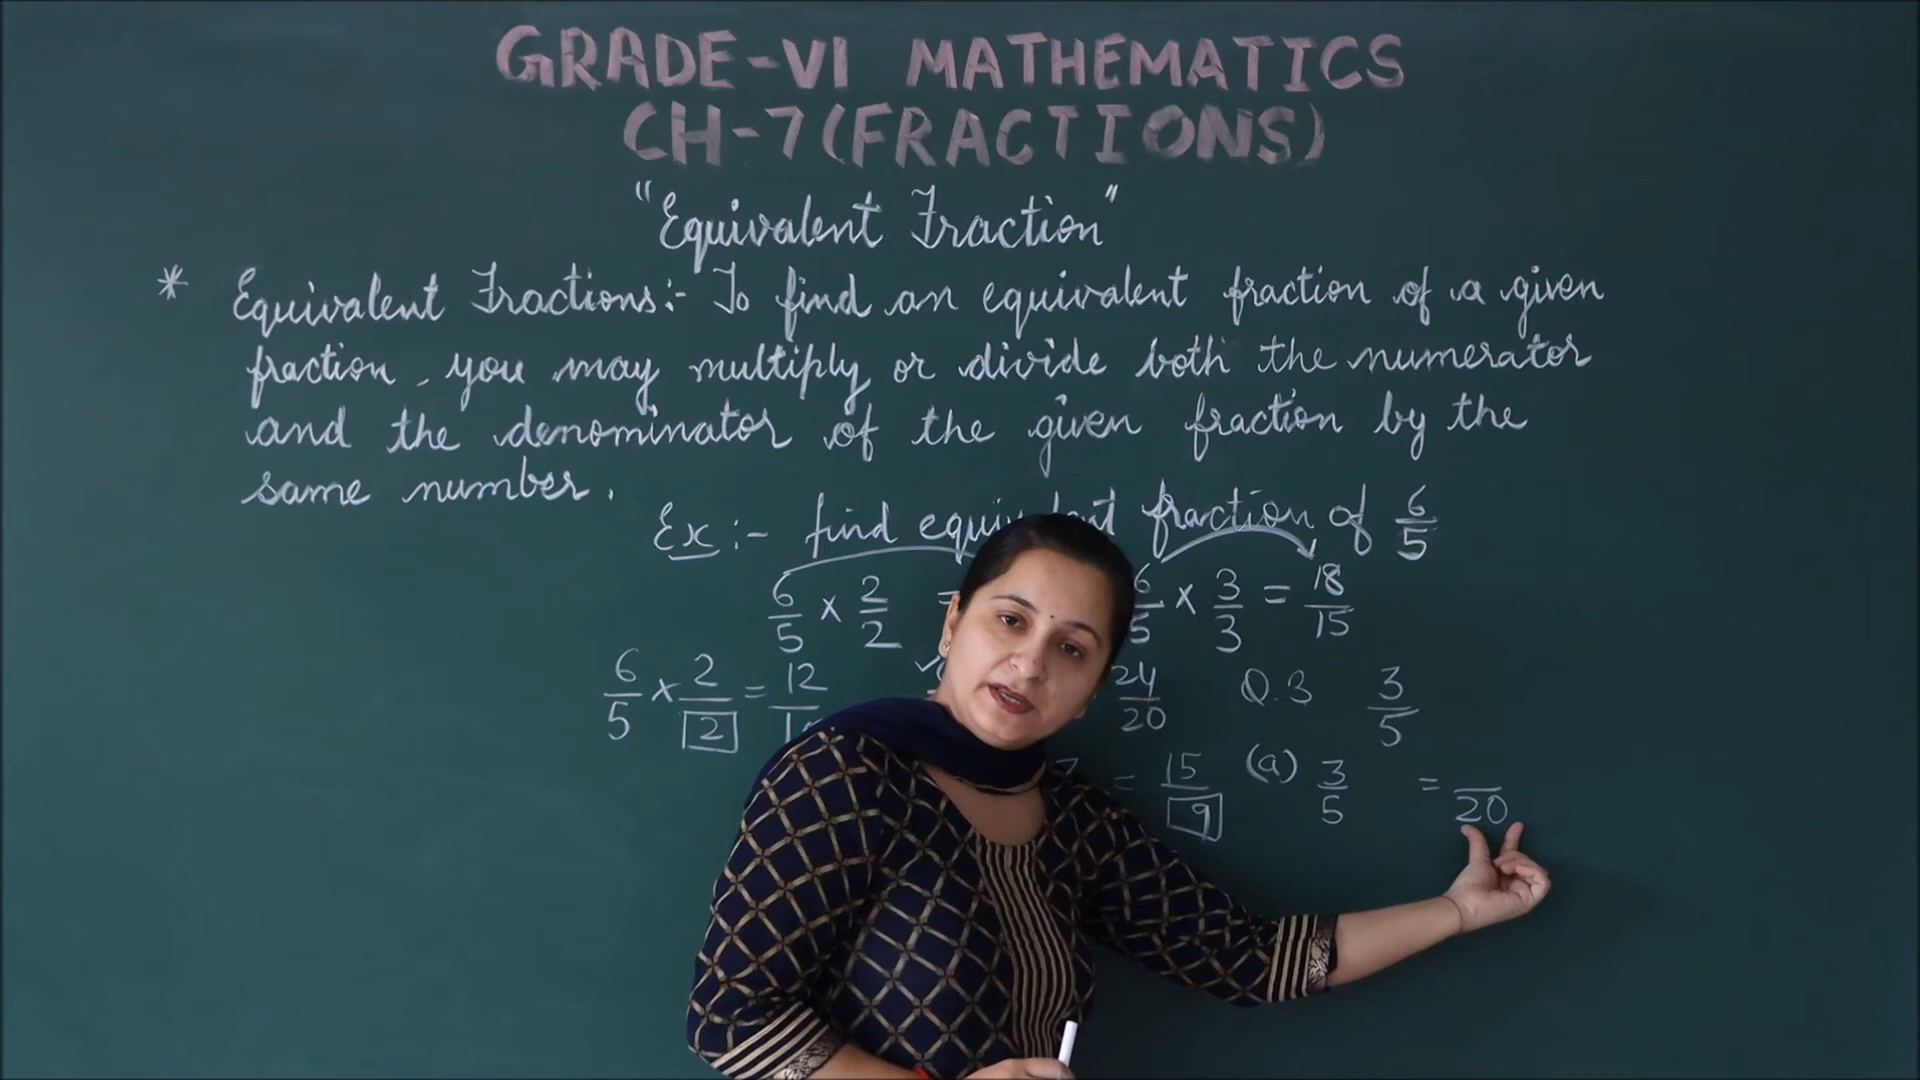 GRADE-VI MATHEMATICS
CH-7(FRACTIONS)
"Equivalent Fraction"
* Equivalent Fractions:- To find an equivalent fraction of a given
fraction, you may multiply or divide both the numerator
and the denominator of the given fraction by the
same number.
Ex:- find fraction of 6/5
6/5 × 2/2 = 6/5 × 3/3 = 18/15
6/5 × 2/2 = 12/ 24/20 Q.3 3/5
= 15/9 (a) 3/5 = /20